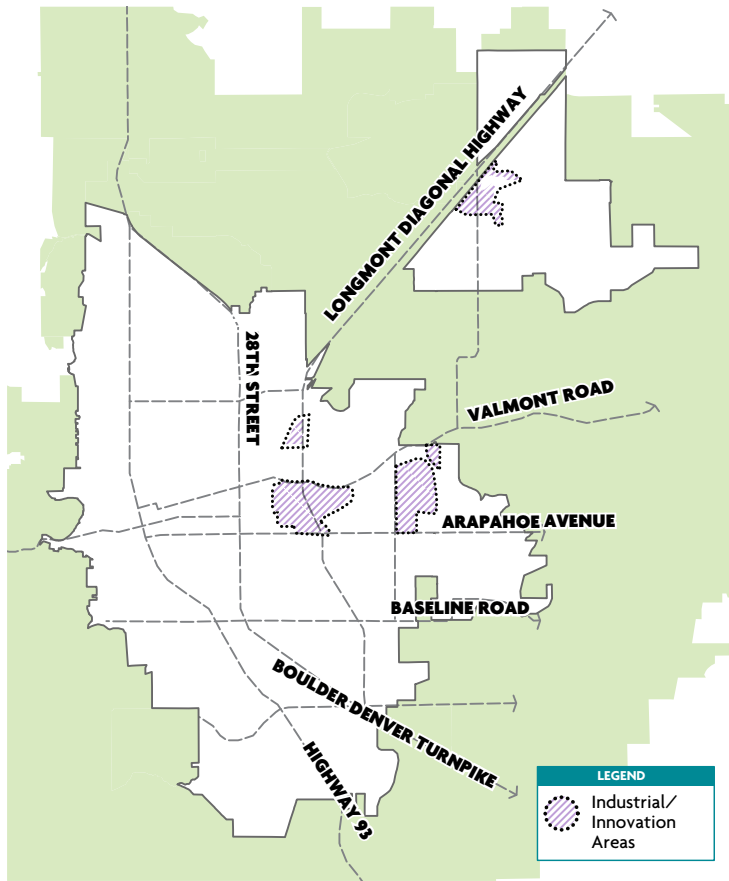 LONGMONT DIAGONAL HIGHWAY
28TH STREET
VALMONT ROAD
ARAPAHOE AVENUE
BASELINE ROAD
BOULDER DENVER TURNPIKE
HIGHWAY 93
LEGEND
Industrial/
Innovation
Areas